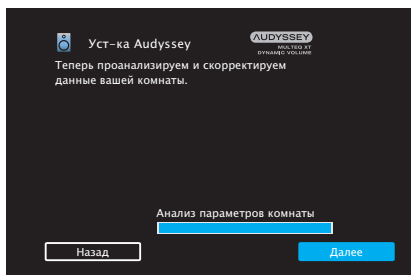 Уст-ка Audyssey
AUDYSSEY
MULTEQ XT
DYNAMIC VOLUME
Теперь проанализируем и скорректируем
данные вашей комнаты.
Анализ параметров комнаты
Назад
Далее